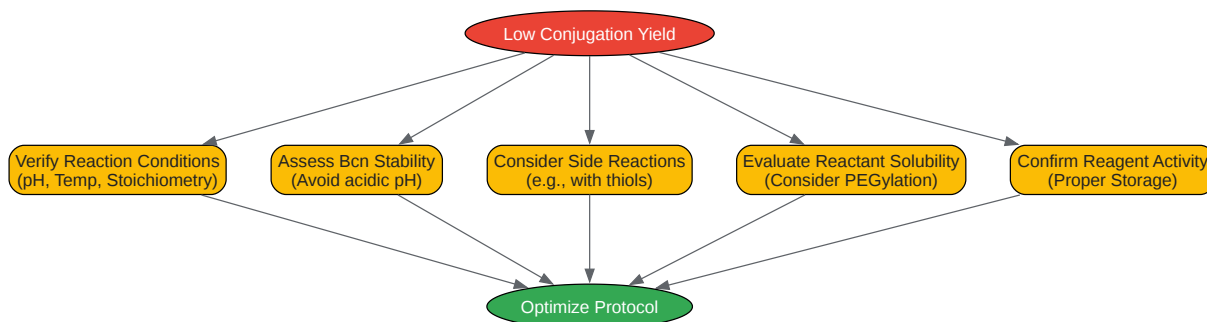 Low Conjugation Yield
Verify Reaction Conditions
(pH, Temp, Stoichiometry)
Assess Bcn Stability
(Avoid acidic pH)
Consider Side Reactions
(e.g., with thiols)
Evaluate Reactant Solubility
(Consider PEGylation)
Confirm Reagent Activity
(Proper Storage)
Optimize Protocol